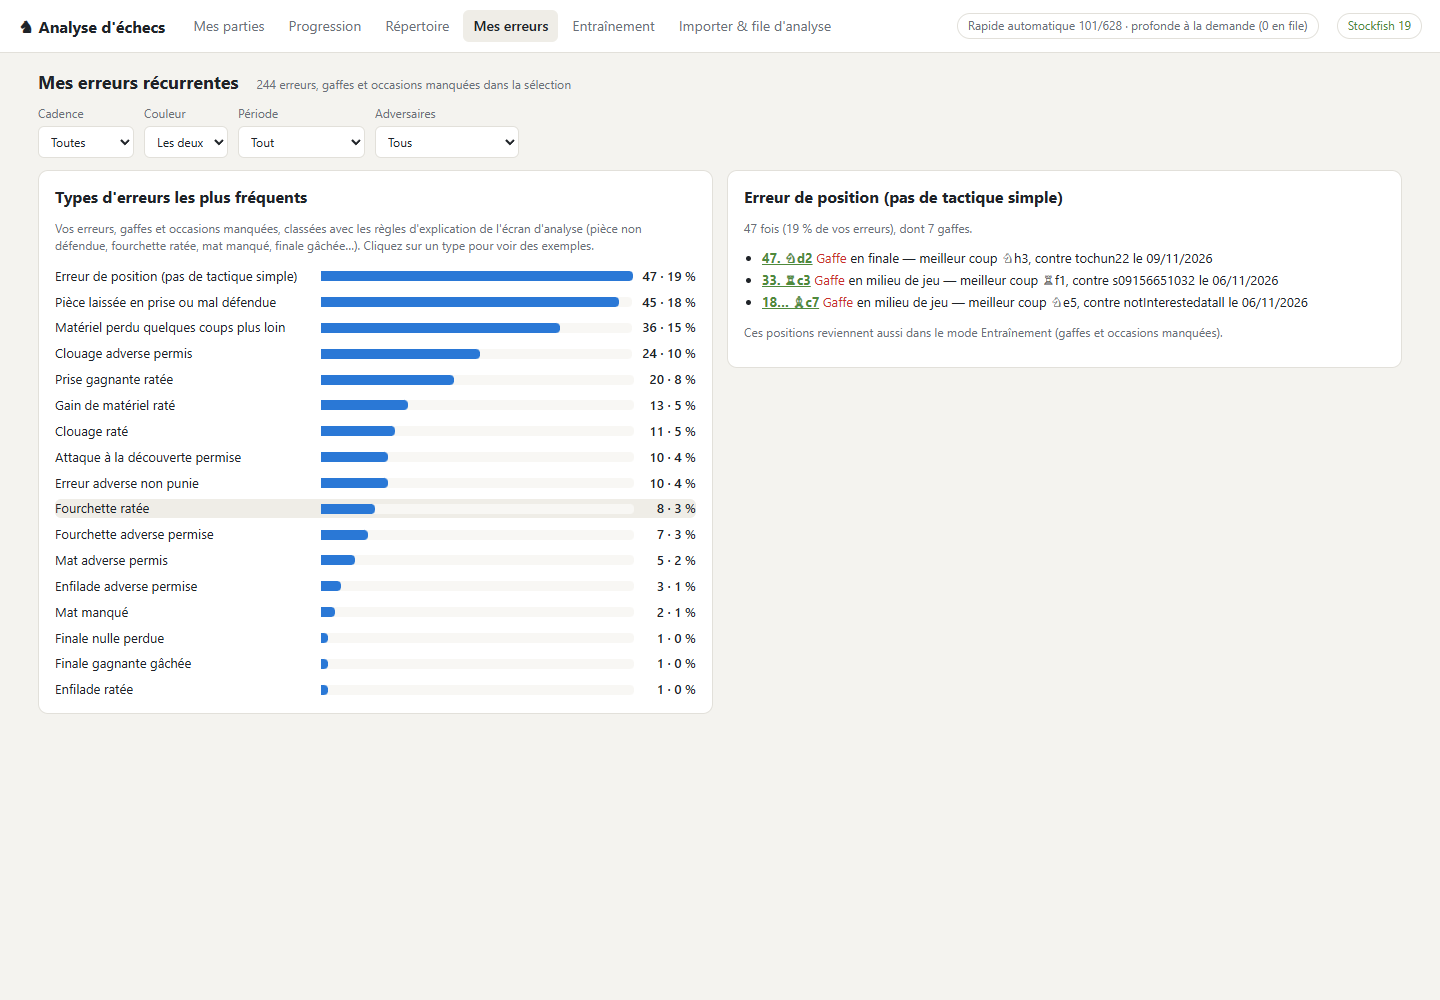 ♞ Analyse d'échecs Mes parties Progression Répertoire Mes erreurs Entraînement Importer & file d'analyse Rapide automatique 101/628 · profonde à la demande (0 en file) Stockfish 19
Mes erreurs récurrentes 244 erreurs, gaffes et occasions manquées dans la sélection
Cadence Couleur Période Adversaires
Toutes Les deux Tout Tous
Types d'erreurs les plus fréquents
Vos erreurs, gaffes et occasions manquées, classées avec les règles d'explication de l'écran d'analyse (pièce non
défendue, fourchette ratée, mat manqué, finale gâchée...). Cliquez sur un type pour voir des exemples.
Erreur de position (pas de tactique simple) 47 · 19 %
Pièce laissée en prise ou mal défendue 45 · 18 %
Matériel perdu quelques coups plus loin 36 · 15 %
Clouage adverse permis 24 · 10 %
Prise gagnante ratée 20 · 8 %
Gain de matériel raté 13 · 5 %
Clouage raté 11 · 5 %
Attaque à la découverte permise 10 · 4 %
Erreur adverse non punie 10 · 4 %
Fourchette ratée 8 · 3 %
Fourchette adverse permise 7 · 3 %
Mat adverse permis 5 · 2 %
Enfilade adverse permise 3 · 1 %
Mat manqué 2 · 1 %
Finale nulle perdue 1 · 0 %
Finale gagnante gâchée 1 · 0 %
Enfilade ratée 1 · 0 %
Erreur de position (pas de tactique simple)
47 fois (19 % de vos erreurs), dont 7 gaffes.
• 47. ♘d2 Gaffe en finale — meilleur coup ♘h3, contre tochun22 le 09/11/2026
• 33. ♖c3 Gaffe en milieu de jeu — meilleur coup ♖f1, contre s09156651032 le 06/11/2026
• 18... ♗c7 Gaffe en milieu de jeu — meilleur coup ♘e5, contre notInterestedatall le 06/11/2026
Ces positions reviennent aussi dans le mode Entraînement (gaffes et occasions manquées).